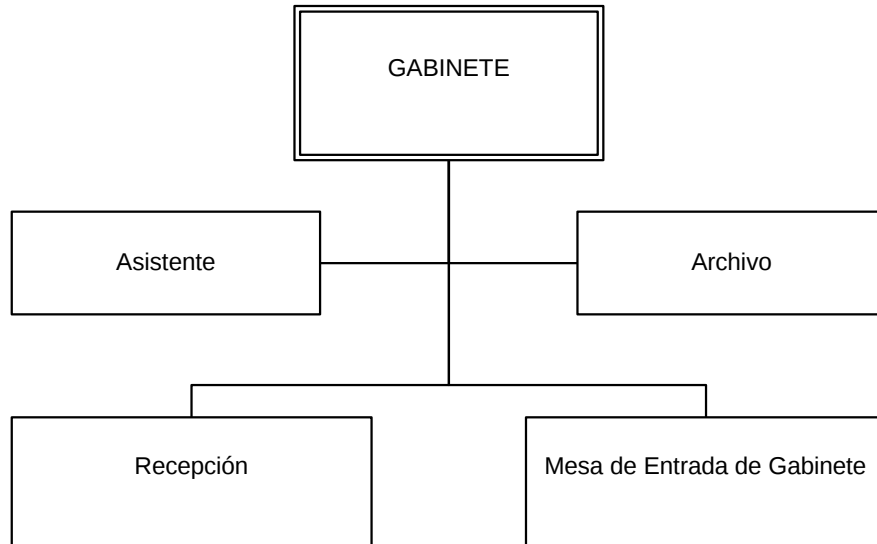 GABINETE
Asistente
Archivo
Recepción
Mesa de Entrada de Gabinete